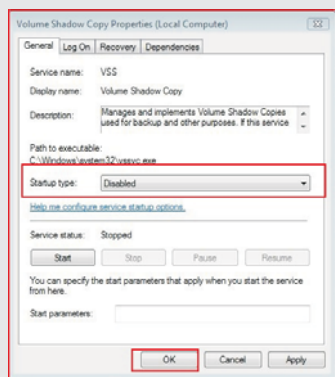 Volume Shadow Copy Properties (Local Computer)
General Log On Recovery Dependencies
Service name: VSS
Display name: Volume Shadow Copy
Description: Manages and implements Volume Shadow Copies
used for backup and other purposes. If this service
Path to executable:
C:\Windows\system32\vssvc.exe
Startup type: Disabled
Help me configure service startup options.
Service status: Stopped
Start Stop Pause Resume
You can specify the start parameters that apply when you start the service
from here.
Start parameters:
OK Cancel Apply